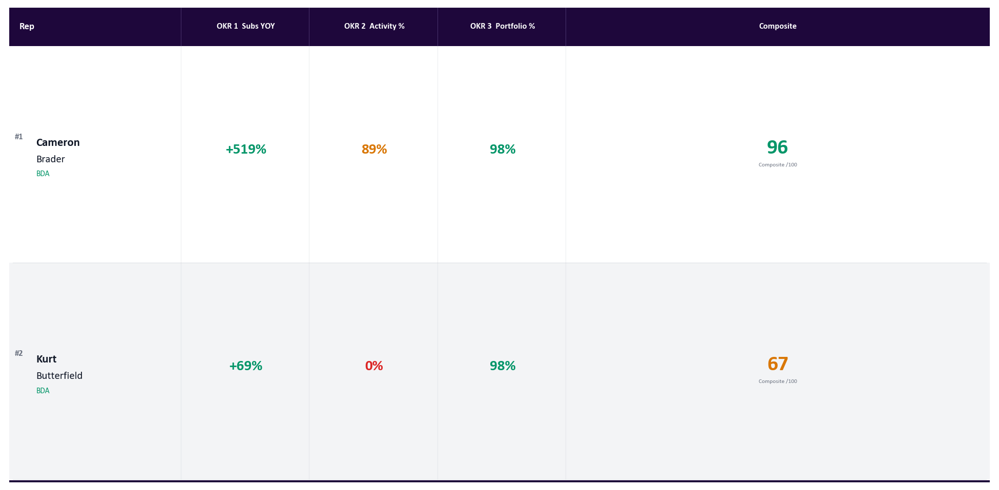 Rep OKR 1 Subs YOY OKR 2 Activity % OKR 3 Portfolio % Composite
#1
Cameron
Brader
BDA
+519%
89%
98%
96
Composite /100
#2
Kurt
Butterfield
BDA
+69%
0%
98%
67
Composite /100